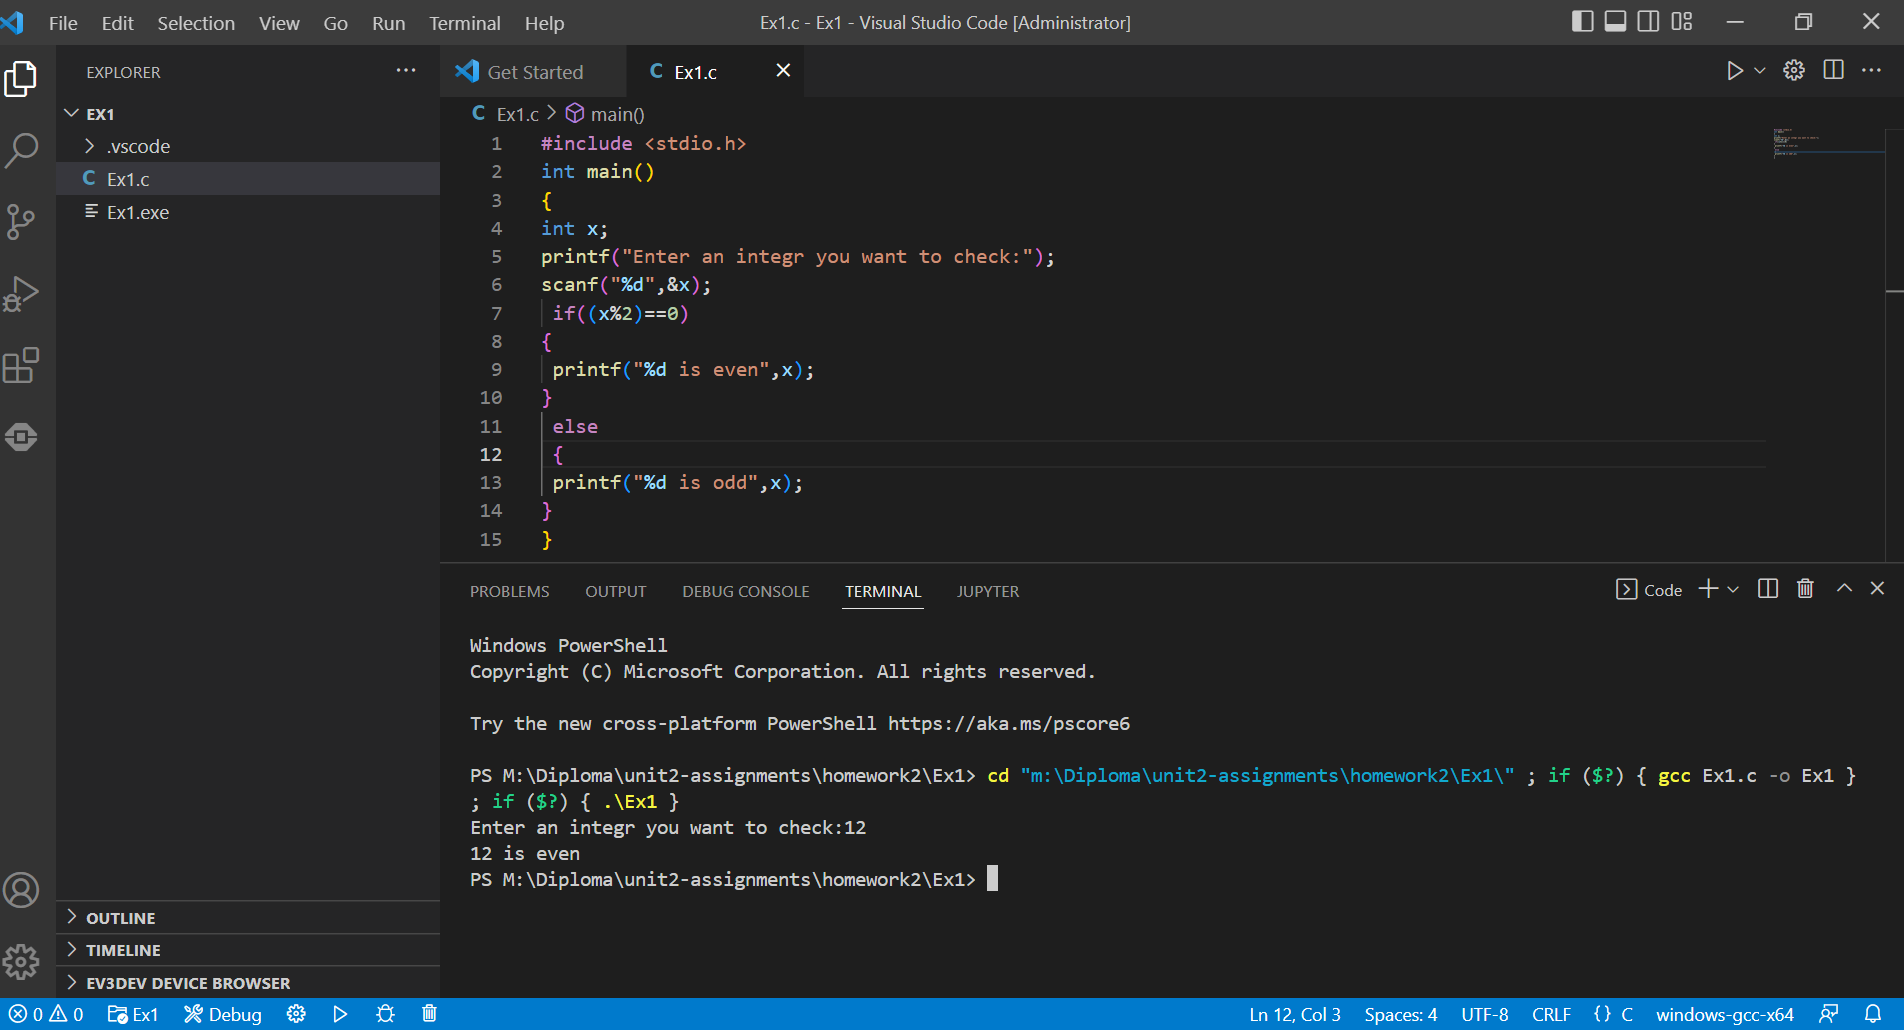 File Edit Selection View Go Run Terminal Help
Ex1.c - Ex1 - Visual Studio Code [Administrator]
EXPLORER
EX1
.vscode
C Ex1.c
Ex1.exe
OUTLINE
TIMELINE
EV3DEV DEVICE BROWSER
Get Started
C Ex1.c
C Ex1.c > main()
1 #include <stdio.h>
2 int main()
3 {
4 int x;
5 printf("Enter an integr you want to check:");
6 scanf("%d",&x);
7 if((x%2)==0)
8 {
9 printf("%d is even",x);
10 }
11 else
12 {
13 printf("%d is odd",x);
14 }
15 }
PROBLEMS OUTPUT DEBUG CONSOLE TERMINAL JUPYTER
Code
Windows PowerShell
Copyright (C) Microsoft Corporation. All rights reserved.
Try the new cross-platform PowerShell https://aka.ms/pscore6
PS M:\Diploma\unit2-assignments\homework2\Ex1> cd "m:\Diploma\unit2-assignments\homework2\Ex1\" ; if ($?) { gcc Ex1.c -o Ex1 }
; if ($?) { .\Ex1 }
Enter an integr you want to check:12
12 is even
PS M:\Diploma\unit2-assignments\homework2\Ex1>
0 0 Ex1 Debug
Ln 12, Col 3 Spaces: 4 UTF-8 CRLF {} C windows-gcc-x64